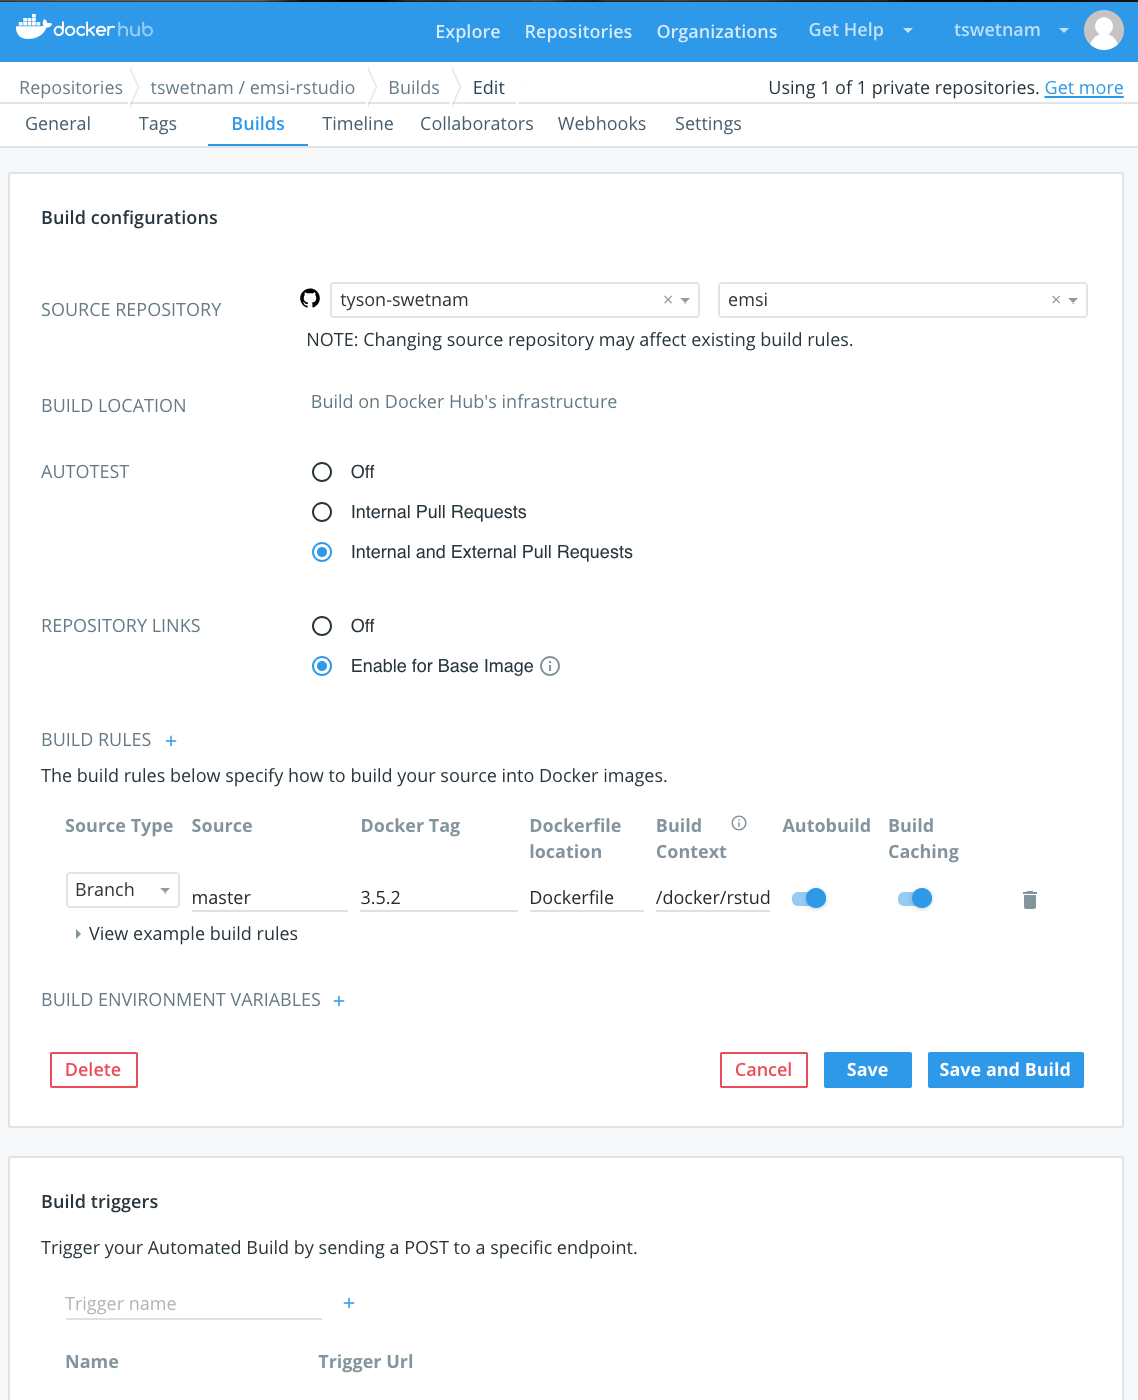 docker hub Explore Repositories Organizations Get Help tswetnam
Repositories tswetnam / emsi-rstudio Builds Edit Using 1 of 1 private repositories. Get more
General Tags Builds Timeline Collaborators Webhooks Settings
Build configurations
SOURCE REPOSITORY tyson-swetnam × emsi ×
NOTE: Changing source repository may affect existing build rules.
BUILD LOCATION Build on Docker Hub's infrastructure
AUTOTEST Off
Internal Pull Requests
Internal and External Pull Requests
REPOSITORY LINKS Off
Enable for Base Image
BUILD RULES +
The build rules below specify how to build your source into Docker images.
Source Type Source Docker Tag Dockerfile location Build Context Autobuild Build Caching
Branch master 3.5.2 Dockerfile /docker/rstud
View example build rules
BUILD ENVIRONMENT VARIABLES +
Delete Cancel Save Save and Build
Build triggers
Trigger your Automated Build by sending a POST to a specific endpoint.
Trigger name +
Name Trigger Url